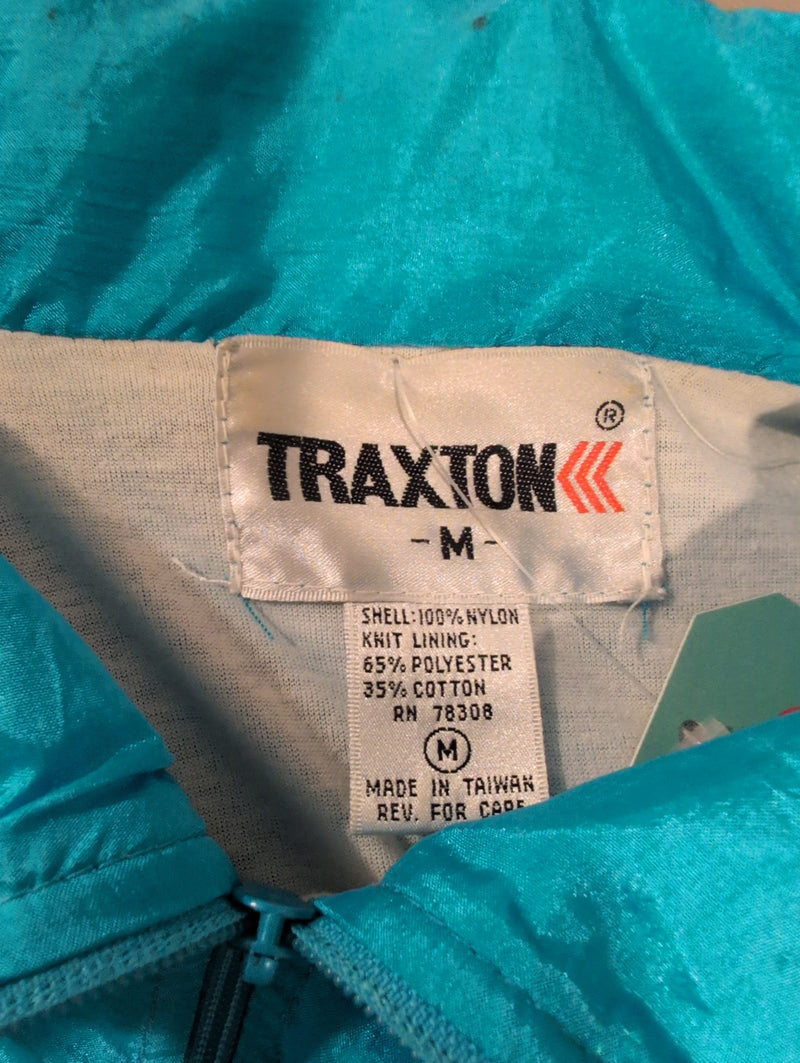 TRAXTON®
- M -
SHELL: 100% NYLON
KNIT LINING:
65% POLYESTER
35% COTTON
RN 78308
M
MADE IN TAIWAN
REV. FOR CARE